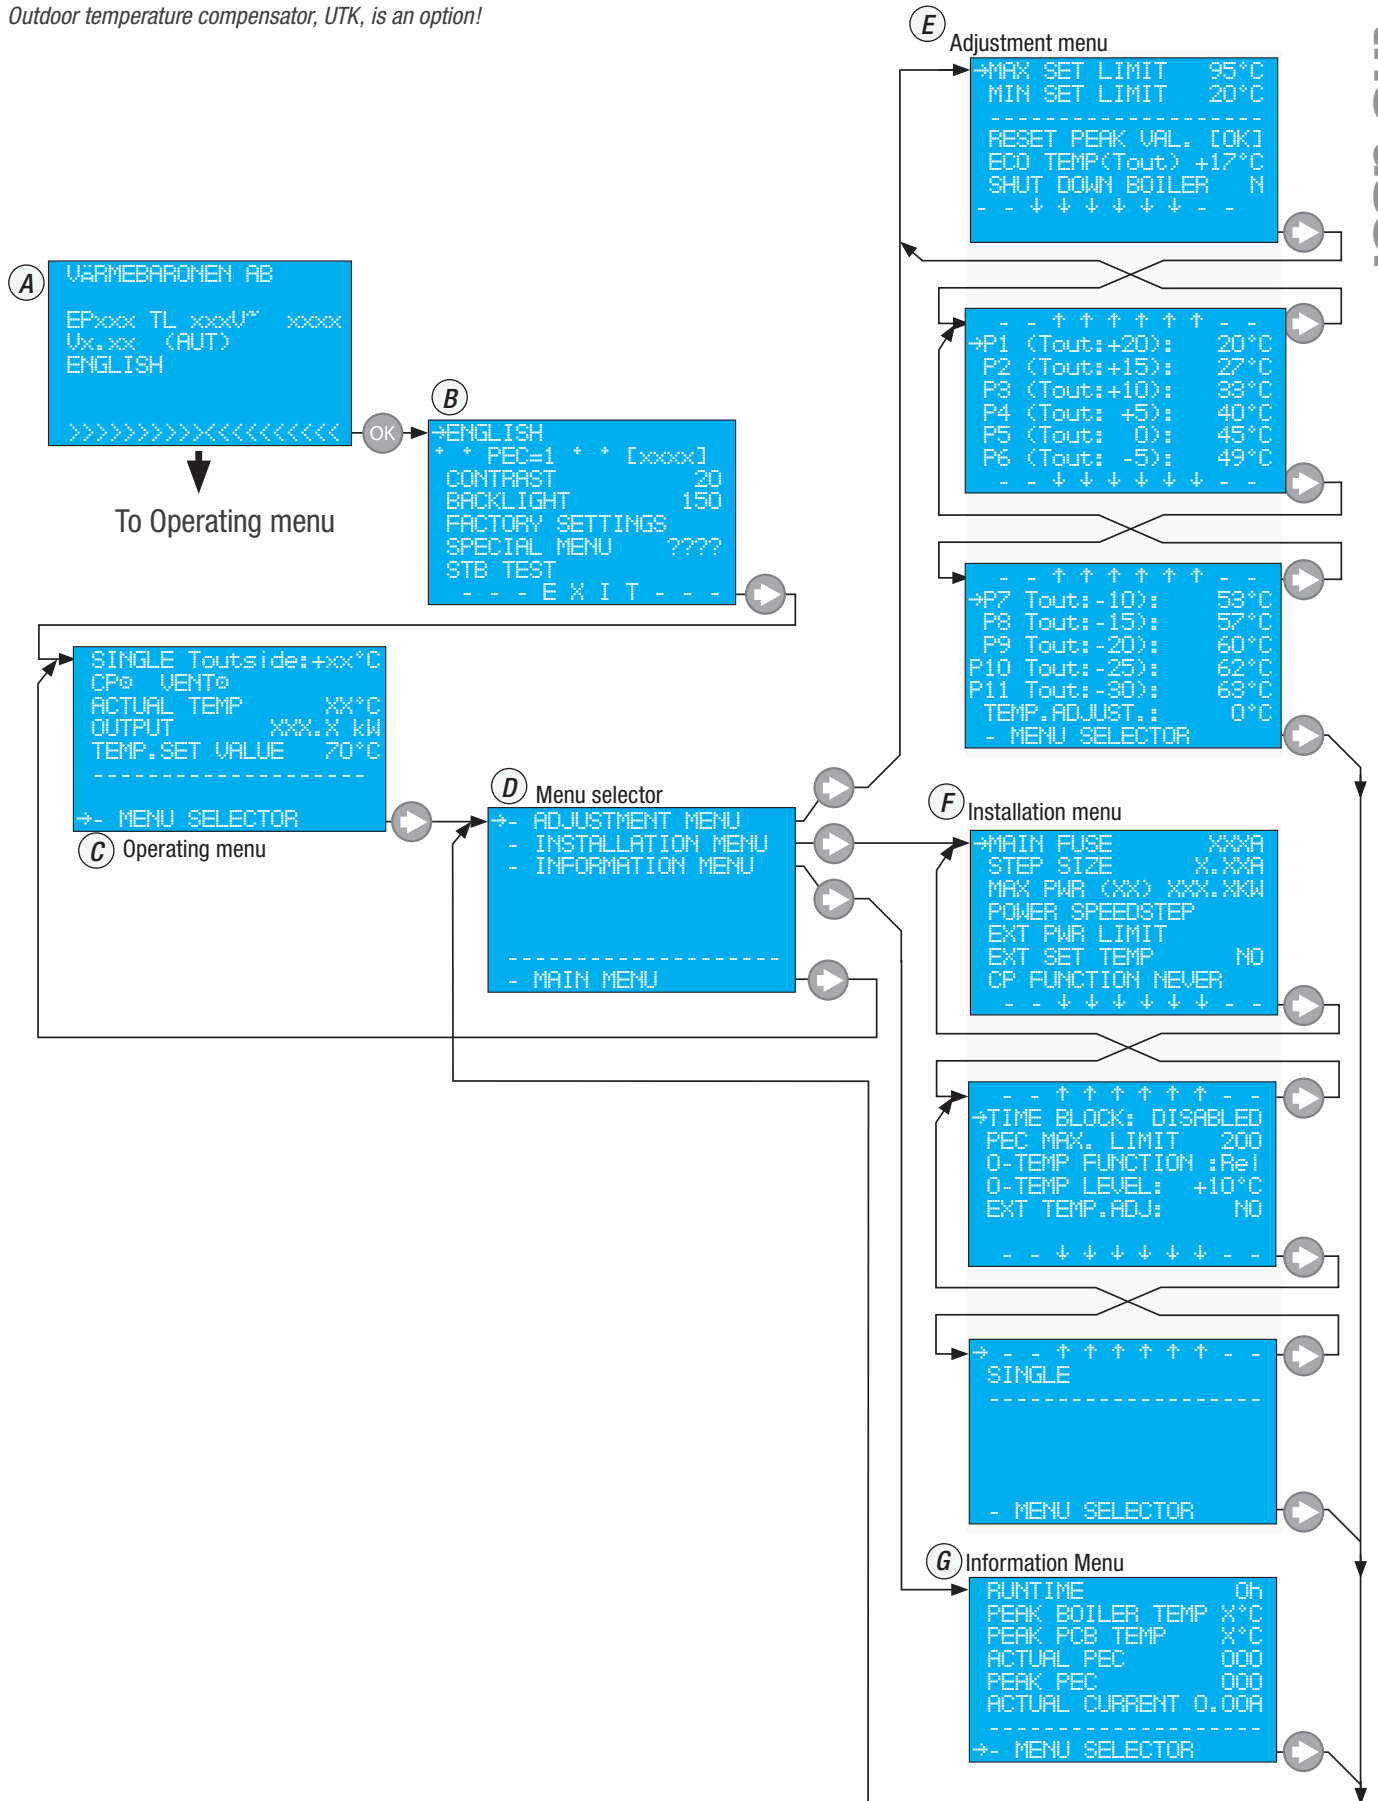 Outdoor temperature compensator, UTK, is an option!
A
VäRMEBARONEN AB
EPxxx TL xxxV~ xxxx
Vx.xx (AUT)
ENGLISH
>>>>>>>>>><<<<<<<<<<
OK
To Operating menu
B
→ENGLISH
* * PEC=1 * * [xxxx]
CONTRAST 20
BACKLIGHT 150
FACTORY SETTINGS
SPECIAL MENU ????
STB TEST
- - - E X I T - - -
SINGLE Toutside:+xx°C
CP⊙ VENT⊙
ACTUAL TEMP XX°C
OUTPUT XXX.X kW
TEMP.SET VALUE 70°C
--------------------
→- MENU SELECTOR
C Operating menu
D Menu selector
→- ADJUSTMENT MENU
- INSTALLATION MENU
- INFORMATION MENU
--------------------
- MAIN MENU
E
Adjustment menu
→MAX SET LIMIT 95°C
MIN SET LIMIT 20°C
--------------------
RESET PEAK VAL. [OK]
ECO TEMP(Tout) +17°C
SHUT DOWN BOILER N
- - ↓ ↓ ↓ ↓ ↓ ↓ - -
- - ↑ ↑ ↑ ↑ ↑ ↑ - -
→P1 (Tout:+20): 20°C
P2 (Tout:+15): 27°C
P3 (Tout:+10): 33°C
P4 (Tout: +5): 40°C
P5 (Tout: 0): 45°C
P6 (Tout: -5): 49°C
- - ↓ ↓ ↓ ↓ ↓ ↓ - -
- - ↑ ↑ ↑ ↑ ↑ ↑ - -
→P7 Tout:-10): 53°C
P8 Tout:-15): 57°C
P9 Tout:-20): 60°C
P10 Tout:-25): 62°C
P11 Tout:-30): 63°C
TEMP.ADJUST.: 0°C
- MENU SELECTOR
F Installation menu
→MAIN FUSE XXXA
STEP SIZE X.XXA
MAX PWR (XX) XXX.XKW
POWER SPEEDSTEP
EXT PWR LIMIT
EXT SET TEMP NO
CP FUNCTION NEVER
- - ↓ ↓ ↓ ↓ ↓ ↓ - -
- - ↑ ↑ ↑ ↑ ↑ ↑ - -
→TIME BLOCK: DISABLED
PEC MAX. LIMIT 200
O-TEMP FUNCTION :Rel
O-TEMP LEVEL: +10°C
EXT TEMP.ADJ: NO
- - ↓ ↓ ↓ ↓ ↓ ↓ - -
→ - - ↑ ↑ ↑ ↑ ↑ ↑ - -
SINGLE
--------------------
- MENU SELECTOR
G Information Menu
RUNTIME 0h
PEAK BOILER TEMP X°C
PEAK PCB TEMP X°C
ACTUAL PEC 000
PEAK PEC 000
ACTUAL CURRENT 0.00A
--------------------
→- MENU SELECTOR